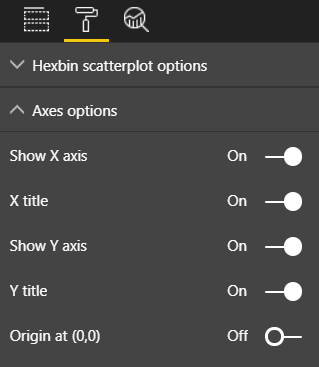 Hexbin scatterplot options
Axes options
Show X axis On
X title On
Show Y axis On
Y title On
Origin at (0,0) Off